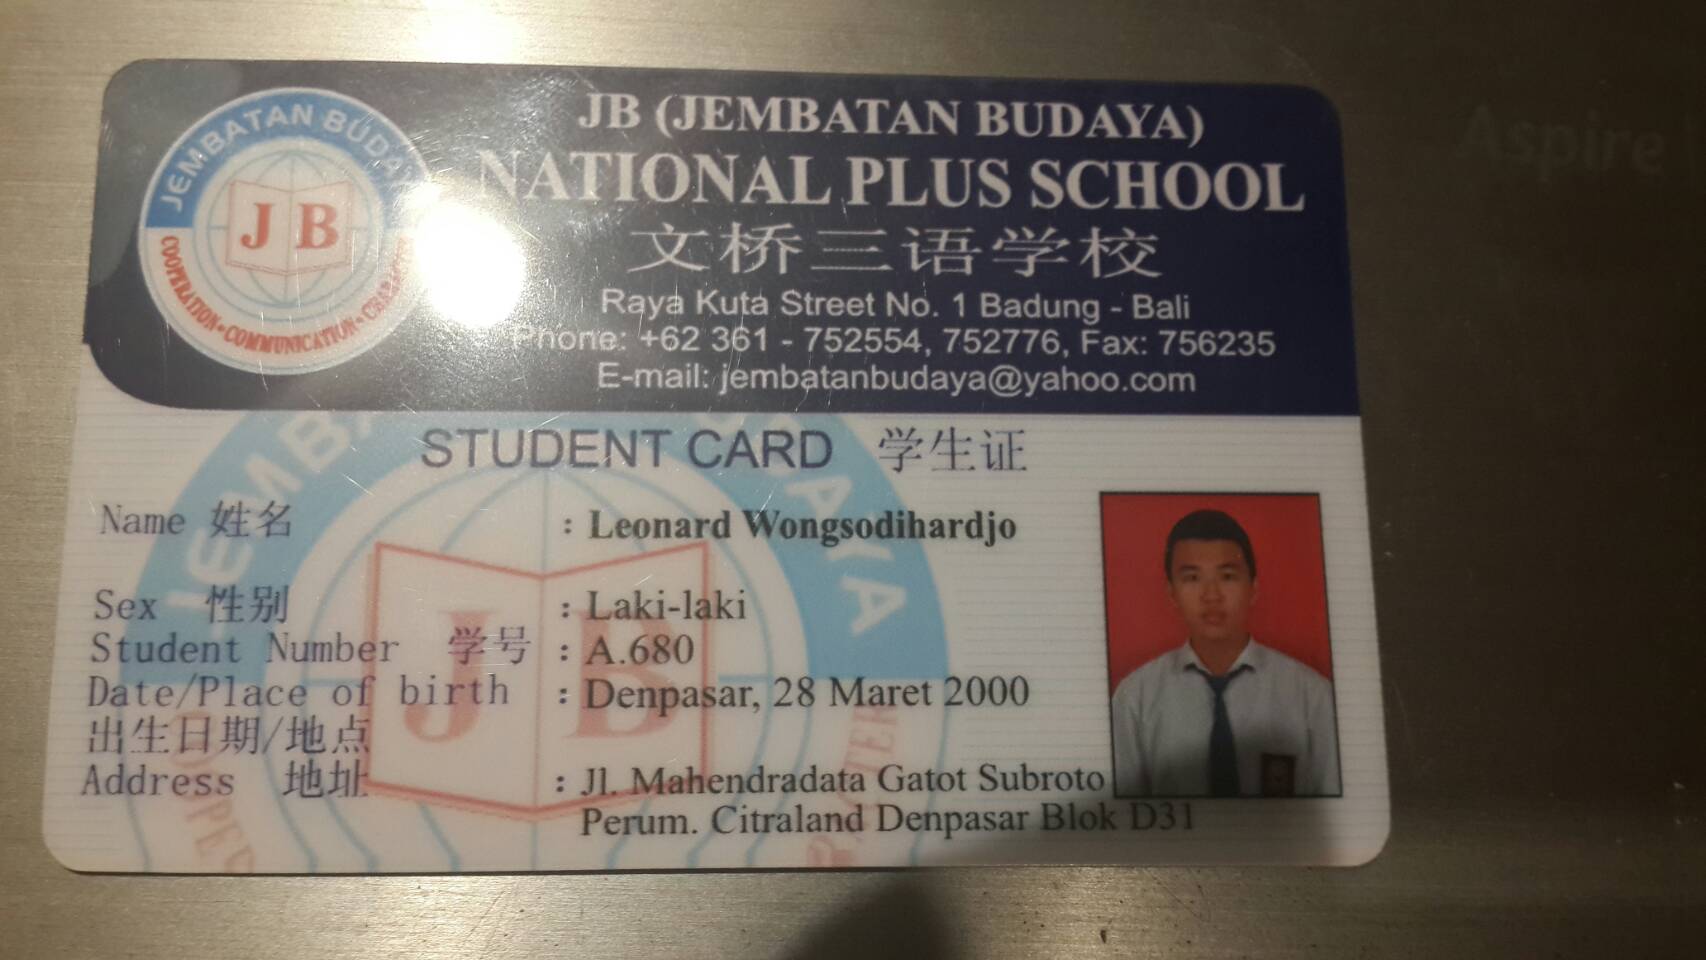 JEMBATAN BUDAYA
J B
COOPERATION • COMMUNICATION •
JB (JEMBATAN BUDAYA)
NATIONAL PLUS SCHOOL
文桥三语学校
Raya Kuta Street No. 1 Badung - Bali
Phone: +62 361 - 752554, 752776, Fax: 756235
E-mail: jembatanbudaya@yahoo.com
STUDENT CARD 学生证
Name 姓名 : Leonard Wongsodihardjo
Sex 性别 : Laki-laki
Student Number 学号 : A.680
Date/Place of birth : Denpasar, 28 Maret 2000
出生日期/地点
Address 地址 : Jl. Mahendradata Gatot Subroto
Perum. Citraland Denpasar Blok D31
J B
Aspire